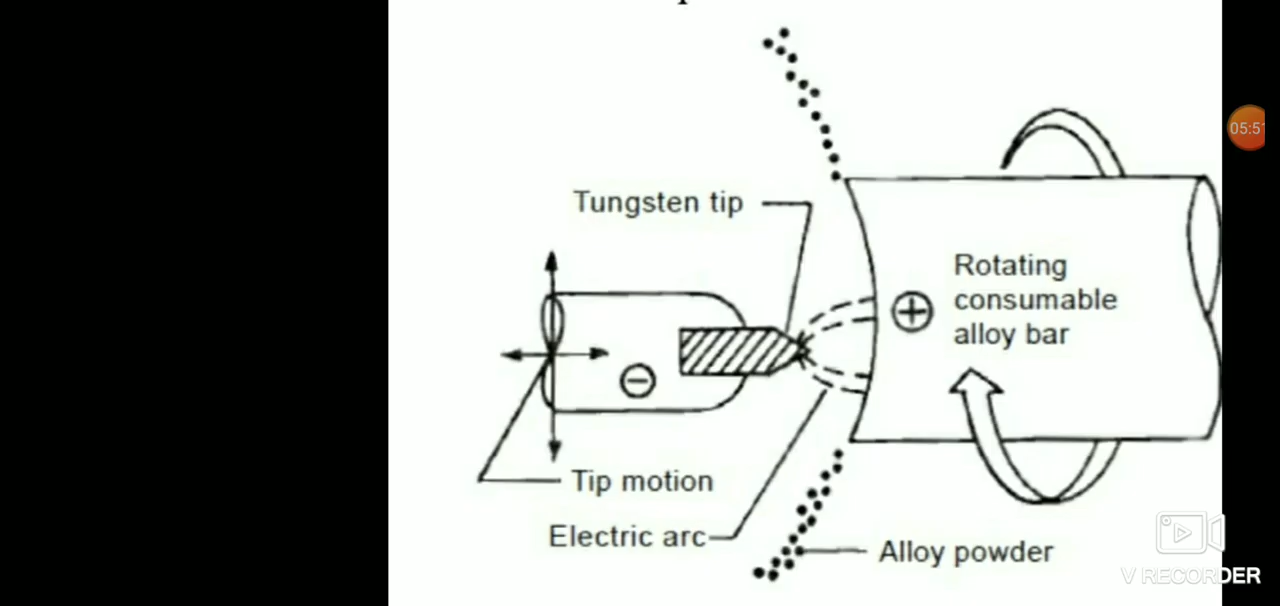 05:51
Tungsten tip
Rotating
consumable
alloy bar
Tip motion
Electric arc
Alloy powder
V RECORDER